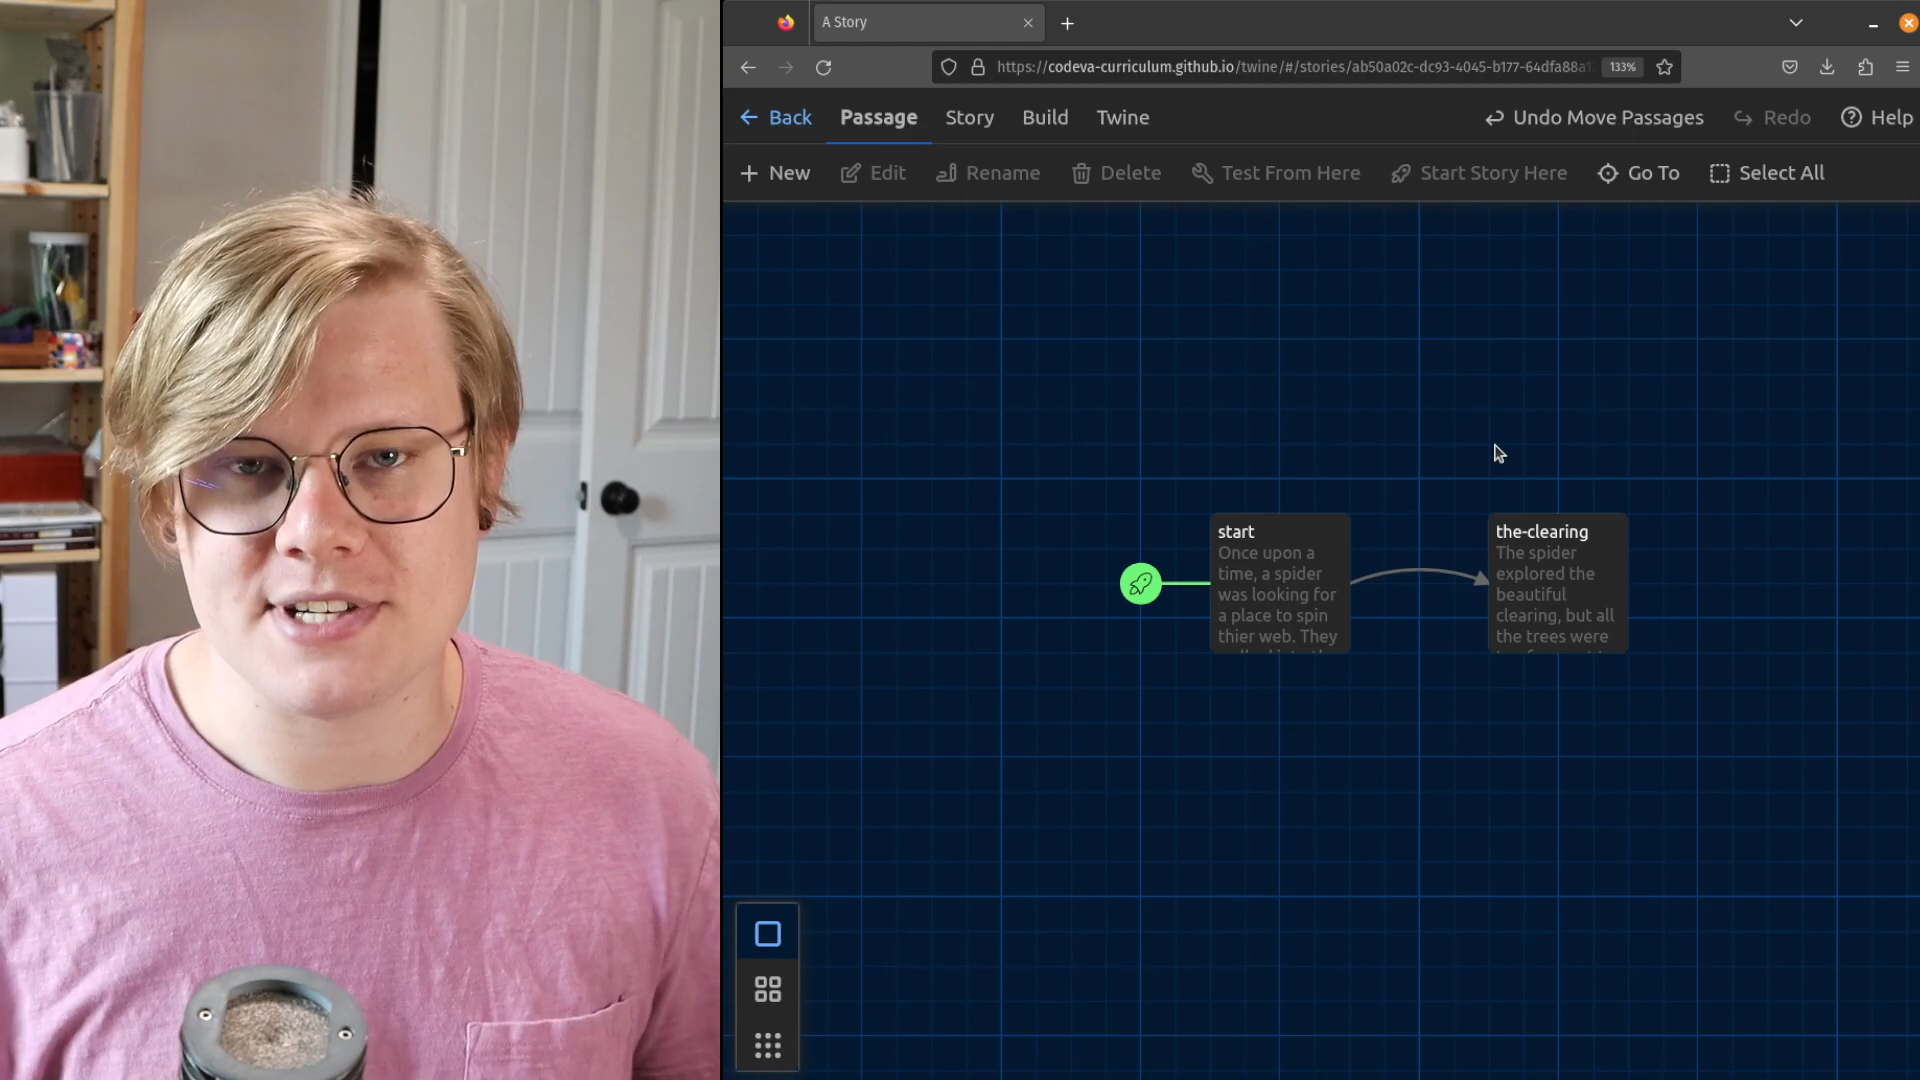 A Story
https://codeva-curriculum.github.io/twine/#/stories/ab50a02c-dc93-4045-b177-64dfa88a1
133%
Back
Passage
Story
Build
Twine
Undo Move Passages
Redo
Help
New
Edit
Rename
Delete
Test From Here
Start Story Here
Go To
Select All
start
Once upon a
time, a spider
was looking for
a place to spin
thier web. They
the-clearing
The spider
explored the
beautiful
clearing, but all
the trees were